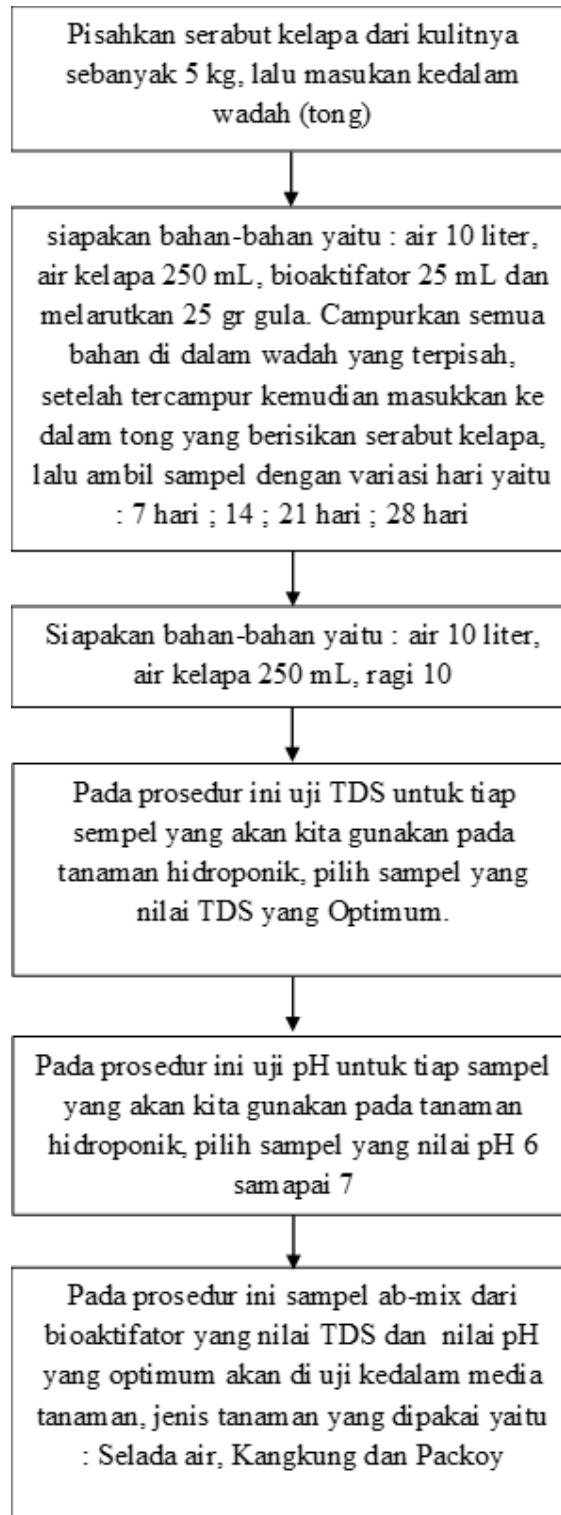 Pisahkan serabut kelapa dari kulitnya
sebanyak 5 kg, lalu masukan kedalam
wadah (tong)
siapakan bahan-bahan yaitu : air 10 liter,
air kelapa 250 mL, bioaktifator 25 mL dan
melarutkan 25 gr gula. Campurkan semua
bahan di dalam wadah yang terpisah,
setelah tercampur kemudian masukkan ke
dalam tong yang berisikan serabut kelapa,
lalu ambil sampel dengan variasi hari yaitu
: 7 hari ; 14 ; 21 hari ; 28 hari
Siapakan bahan-bahan yaitu : air 10 liter,
air kelapa 250 mL, ragi 10
Pada prosedur ini uji TDS untuk tiap
sempel yang akan kita gunakan pada
tanaman hidroponik, pilih sampel yang
nilai TDS yang Optimum.
Pada prosedur ini uji pH untuk tiap sampel
yang akan kita gunakan pada tanaman
hidroponik, pilih sampel yang nilai pH 6
samapai 7
Pada prosedur ini sampel ab-mix dari
bioaktifator yang nilai TDS dan nilai pH
yang optimum akan di uji kedalam media
tanaman, jenis tanaman yang dipakai yaitu
: Selada air, Kangkung dan Packoy